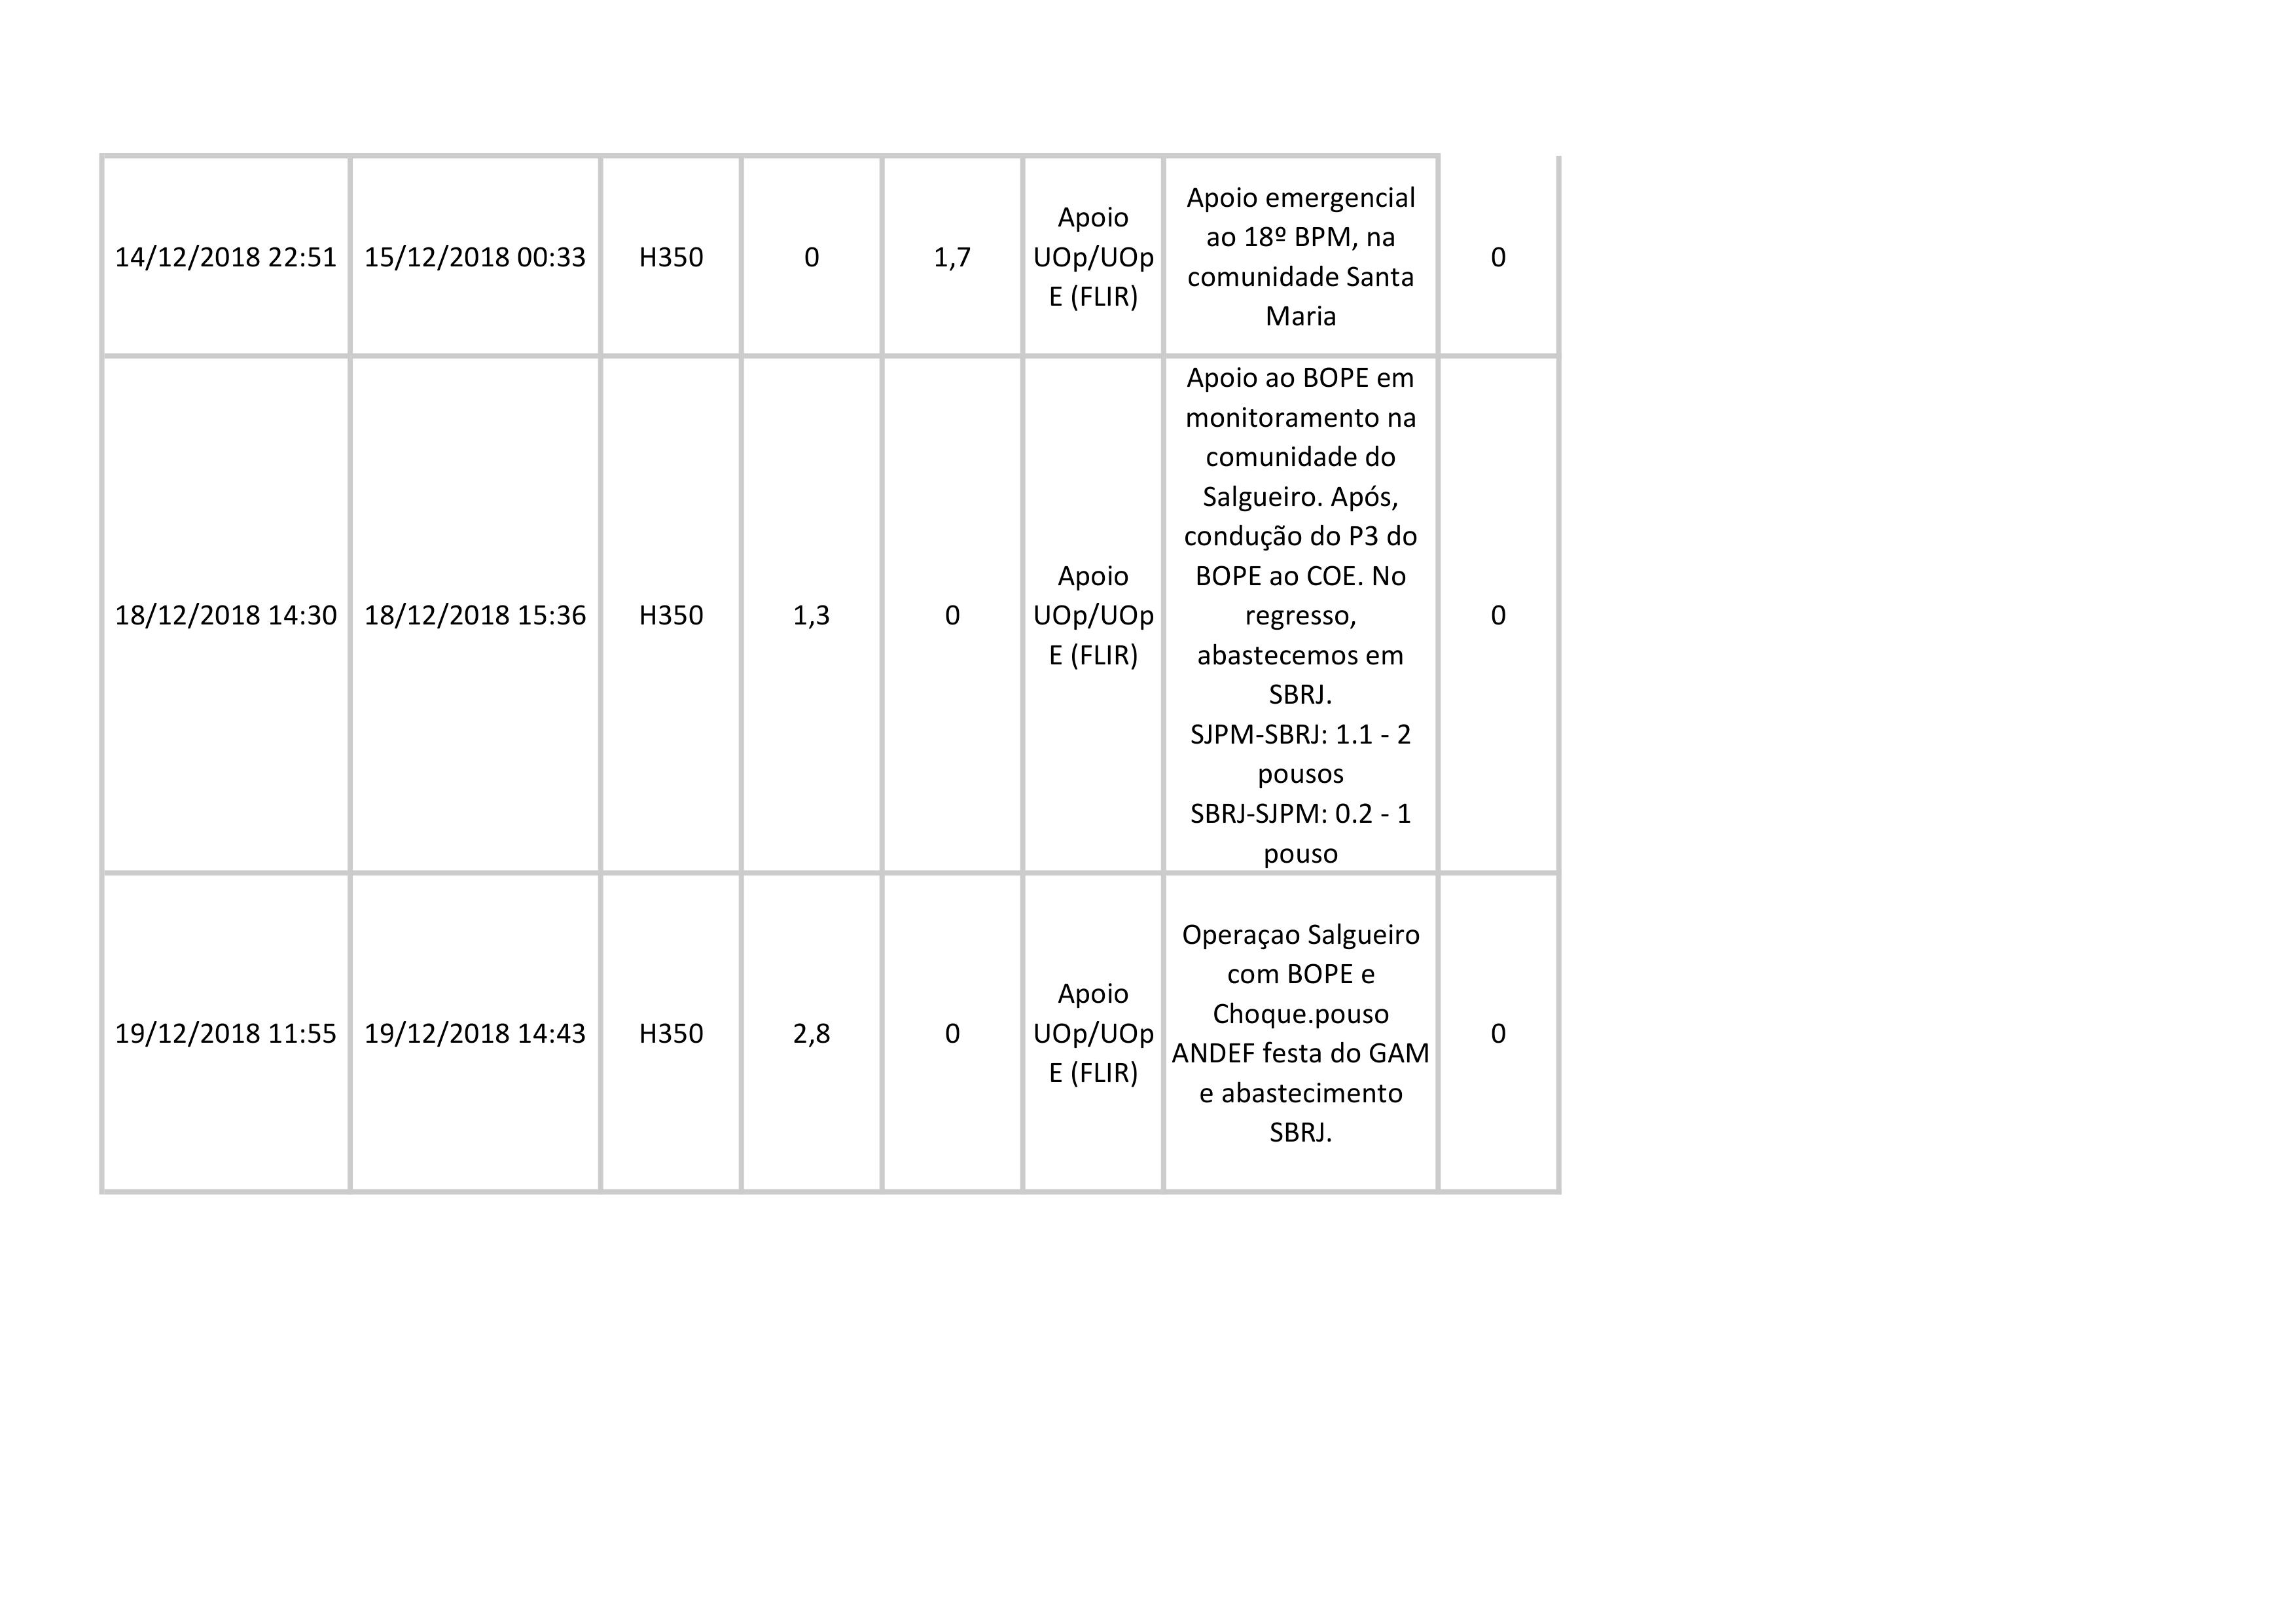 14/12/2018 22:51 15/12/2018 00:33 H350 0 1,7 Apoio
UOp/UOp
E (FLIR) Apoio emergencial
ao 18º BPM, na
comunidade Santa
Maria 0
18/12/2018 14:30 18/12/2018 15:36 H350 1,3 0 Apoio
UOp/UOp
E (FLIR) Apoio ao BOPE em
monitoramento na
comunidade do
Salgueiro. Após,
condução do P3 do
BOPE ao COE. No
regresso,
abastecemos em
SBRJ.
SJPM-SBRJ: 1.1 - 2
pousos
SBRJ-SJPM: 0.2 - 1
pouso 0
19/12/2018 11:55 19/12/2018 14:43 H350 2,8 0 Apoio
UOp/UOp
E (FLIR) Operaçao Salgueiro
com BOPE e
Choque.pouso
ANDEF festa do GAM
e abastecimento
SBRJ. 0